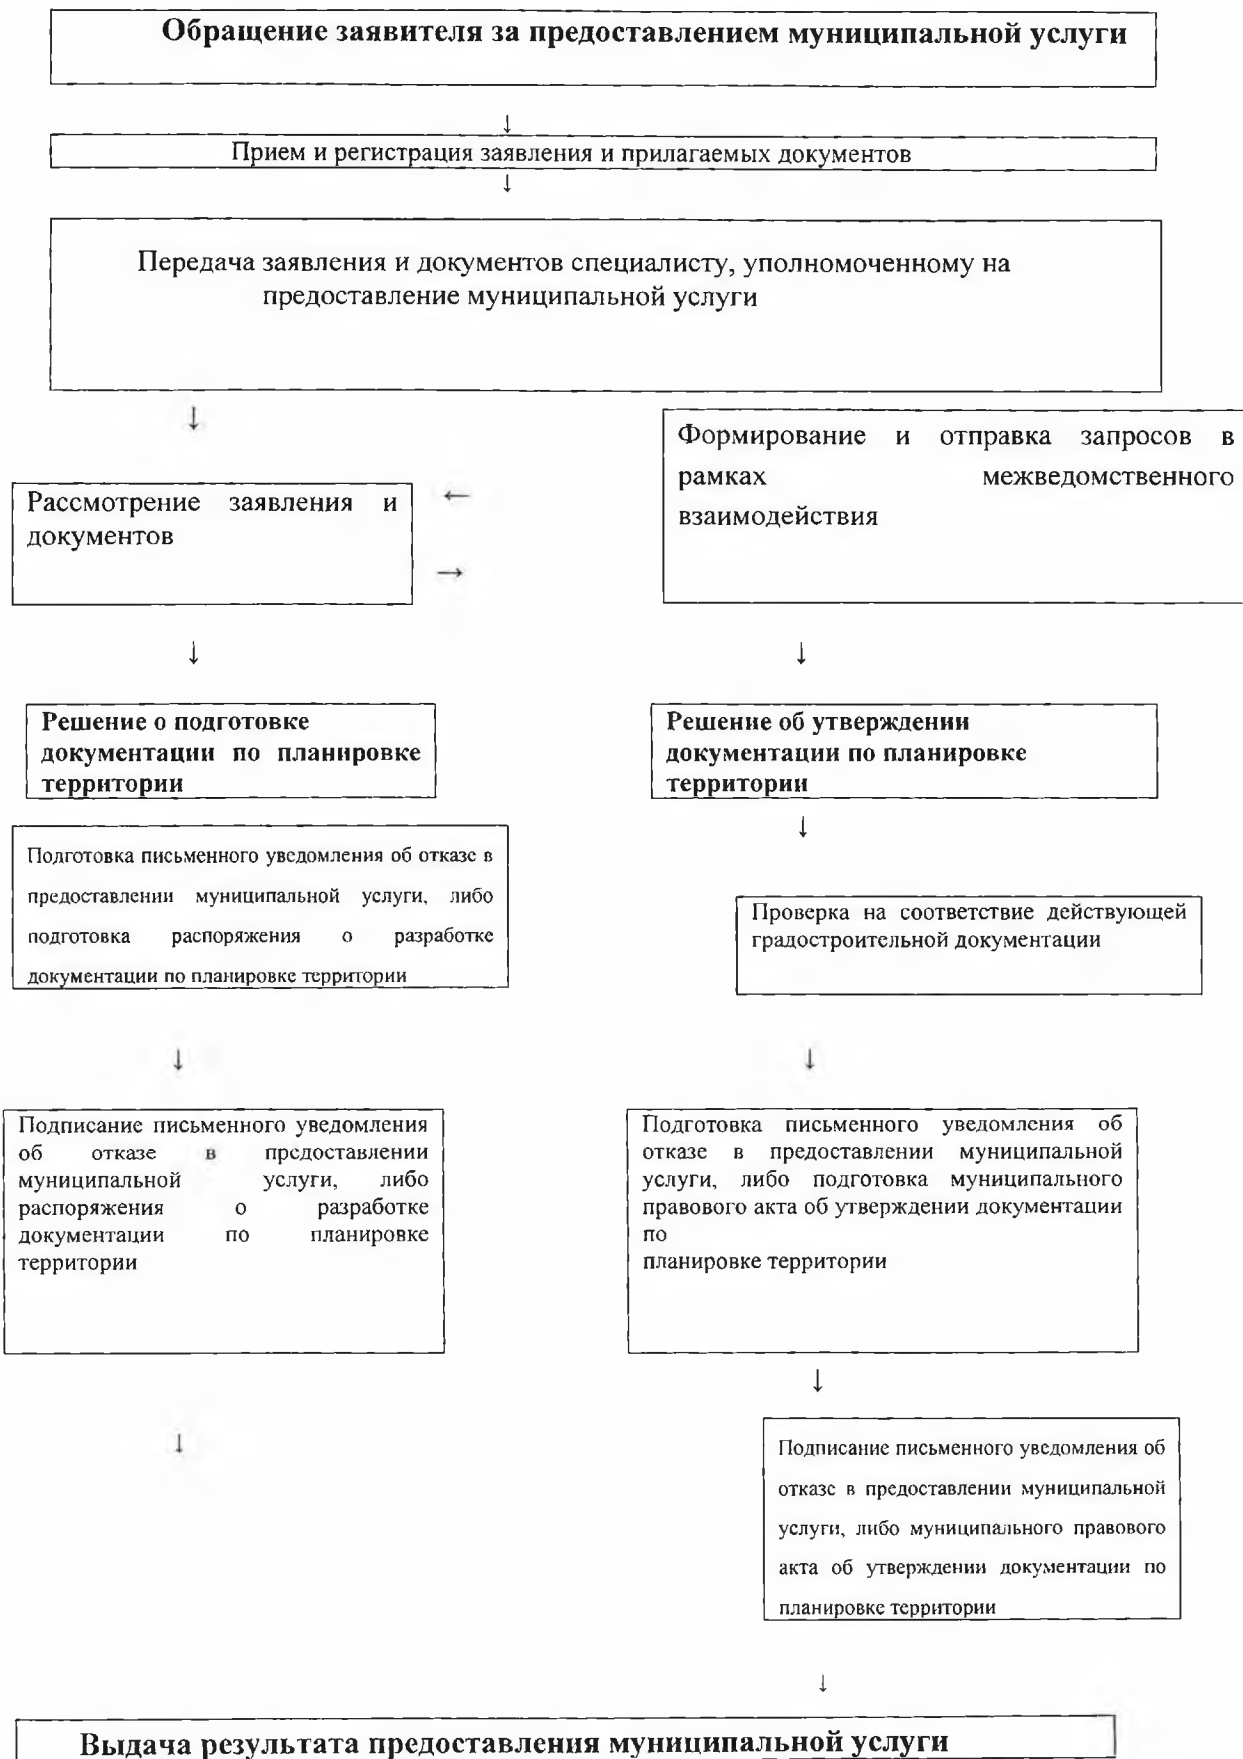 Обращение заявителя за предоставлением муниципальной услуги
↓
Прием и регистрация заявления и прилагаемых документов
↓
Передача заявления и документов специалисту, уполномоченному на
предоставление муниципальной услуги
↓
Формирование и отправка запросов в
рамках межведомственного
взаимодействия
Рассмотрение заявления и
документов
←
→
↓
↓
Решение о подготовке
документации по планировке
территории
Решение об утверждении
документации по планировке
территории
↓
Подготовка письменного уведомления об отказе в
предоставлении муниципальной услуги, либо
подготовка распоряжения о разработке
документации по планировке территории
Проверка на соответствие действующей
градостроительной документации
↓
↓
Подписание письменного уведомления
об отказе в предоставлении
муниципальной услуги, либо
распоряжения о разработке
документации по планировке
территории
Подготовка письменного уведомления об
отказе в предоставлении муниципальной
услуги, либо подготовка муниципального
правового акта об утверждении документации
по
планировке территории
↓
↓
Подписание письменного уведомления об
отказе в предоставлении муниципальной
услуги, либо муниципального правового
акта об утверждении документации по
планировке территории
↓
Выдача результата предоставления муниципальной услуги